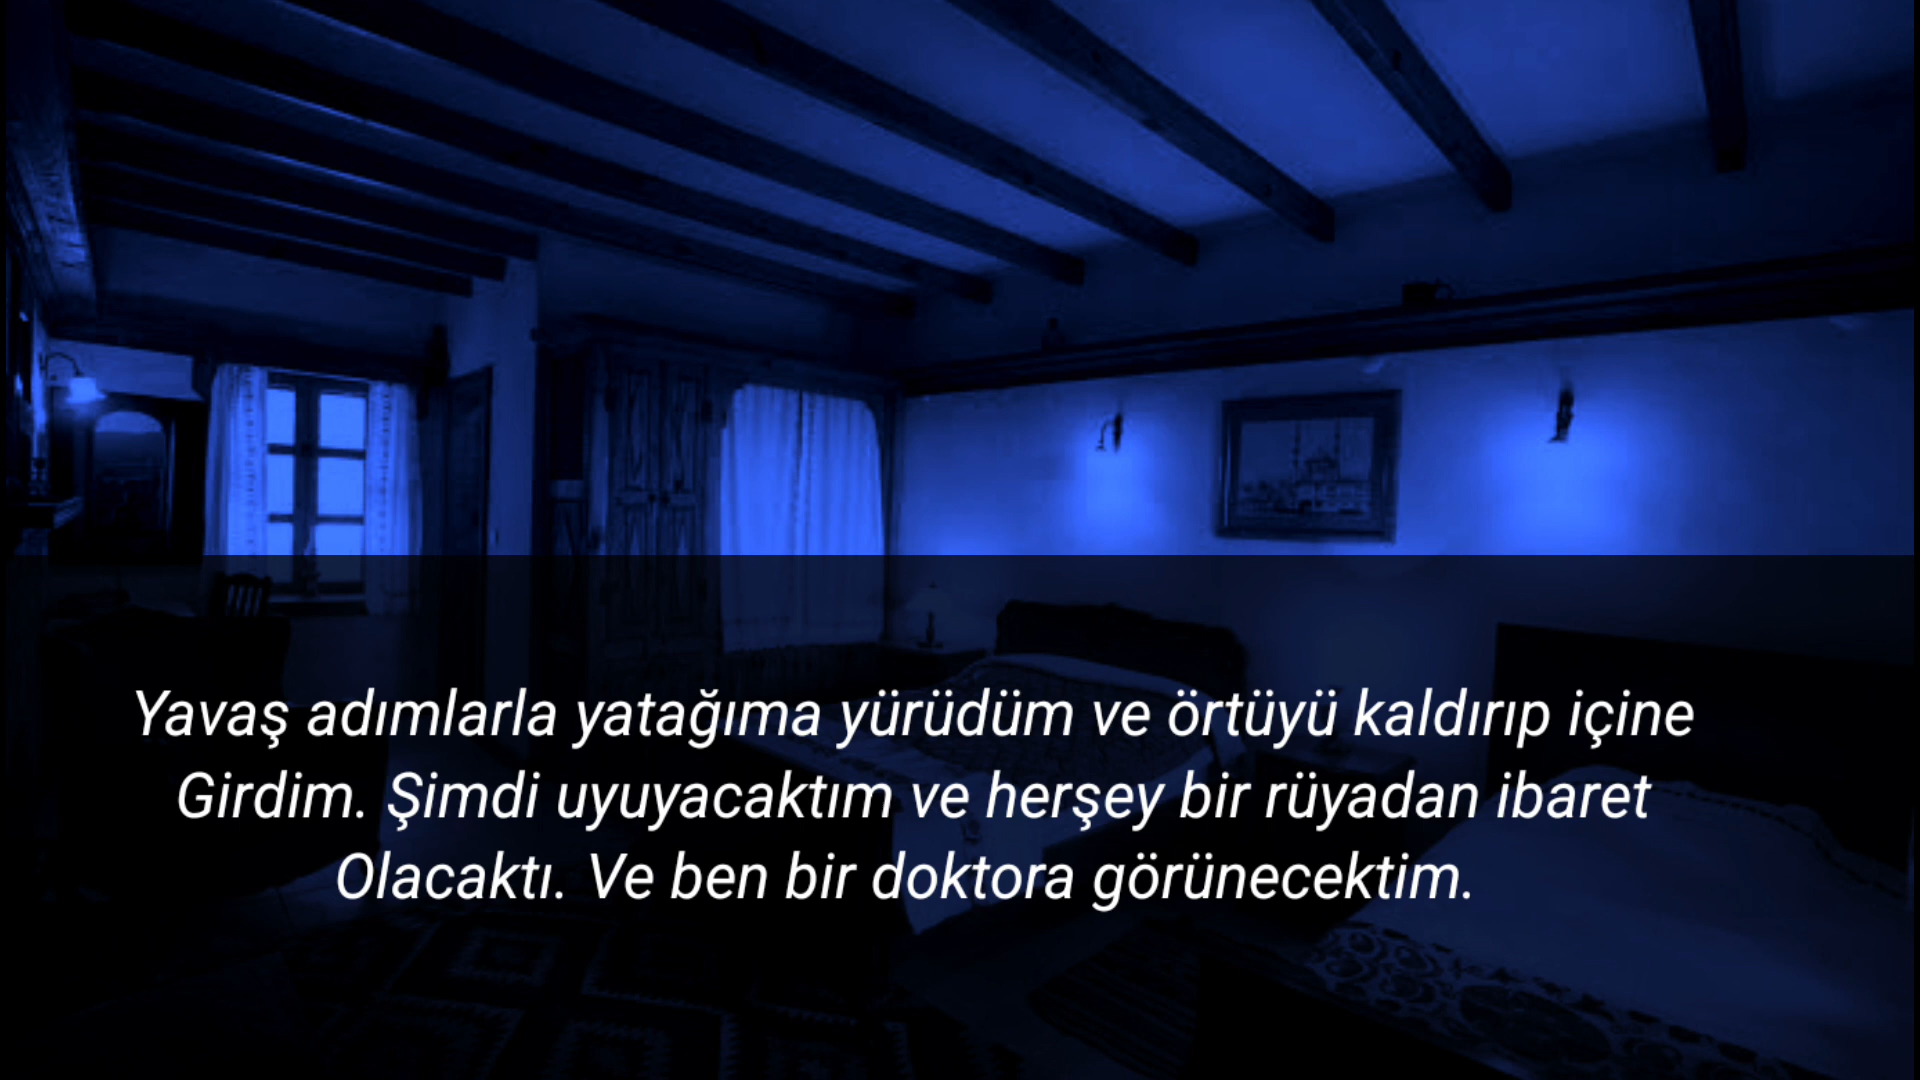 Yavaş adımlarla yatağıma yürüdüm ve örtüyü kaldırıp içine
Girdim. Şimdi uyuyacaktım ve herşey bir rüyadan ibaret
Olacaktı. Ve ben bir doktora görünecektim.